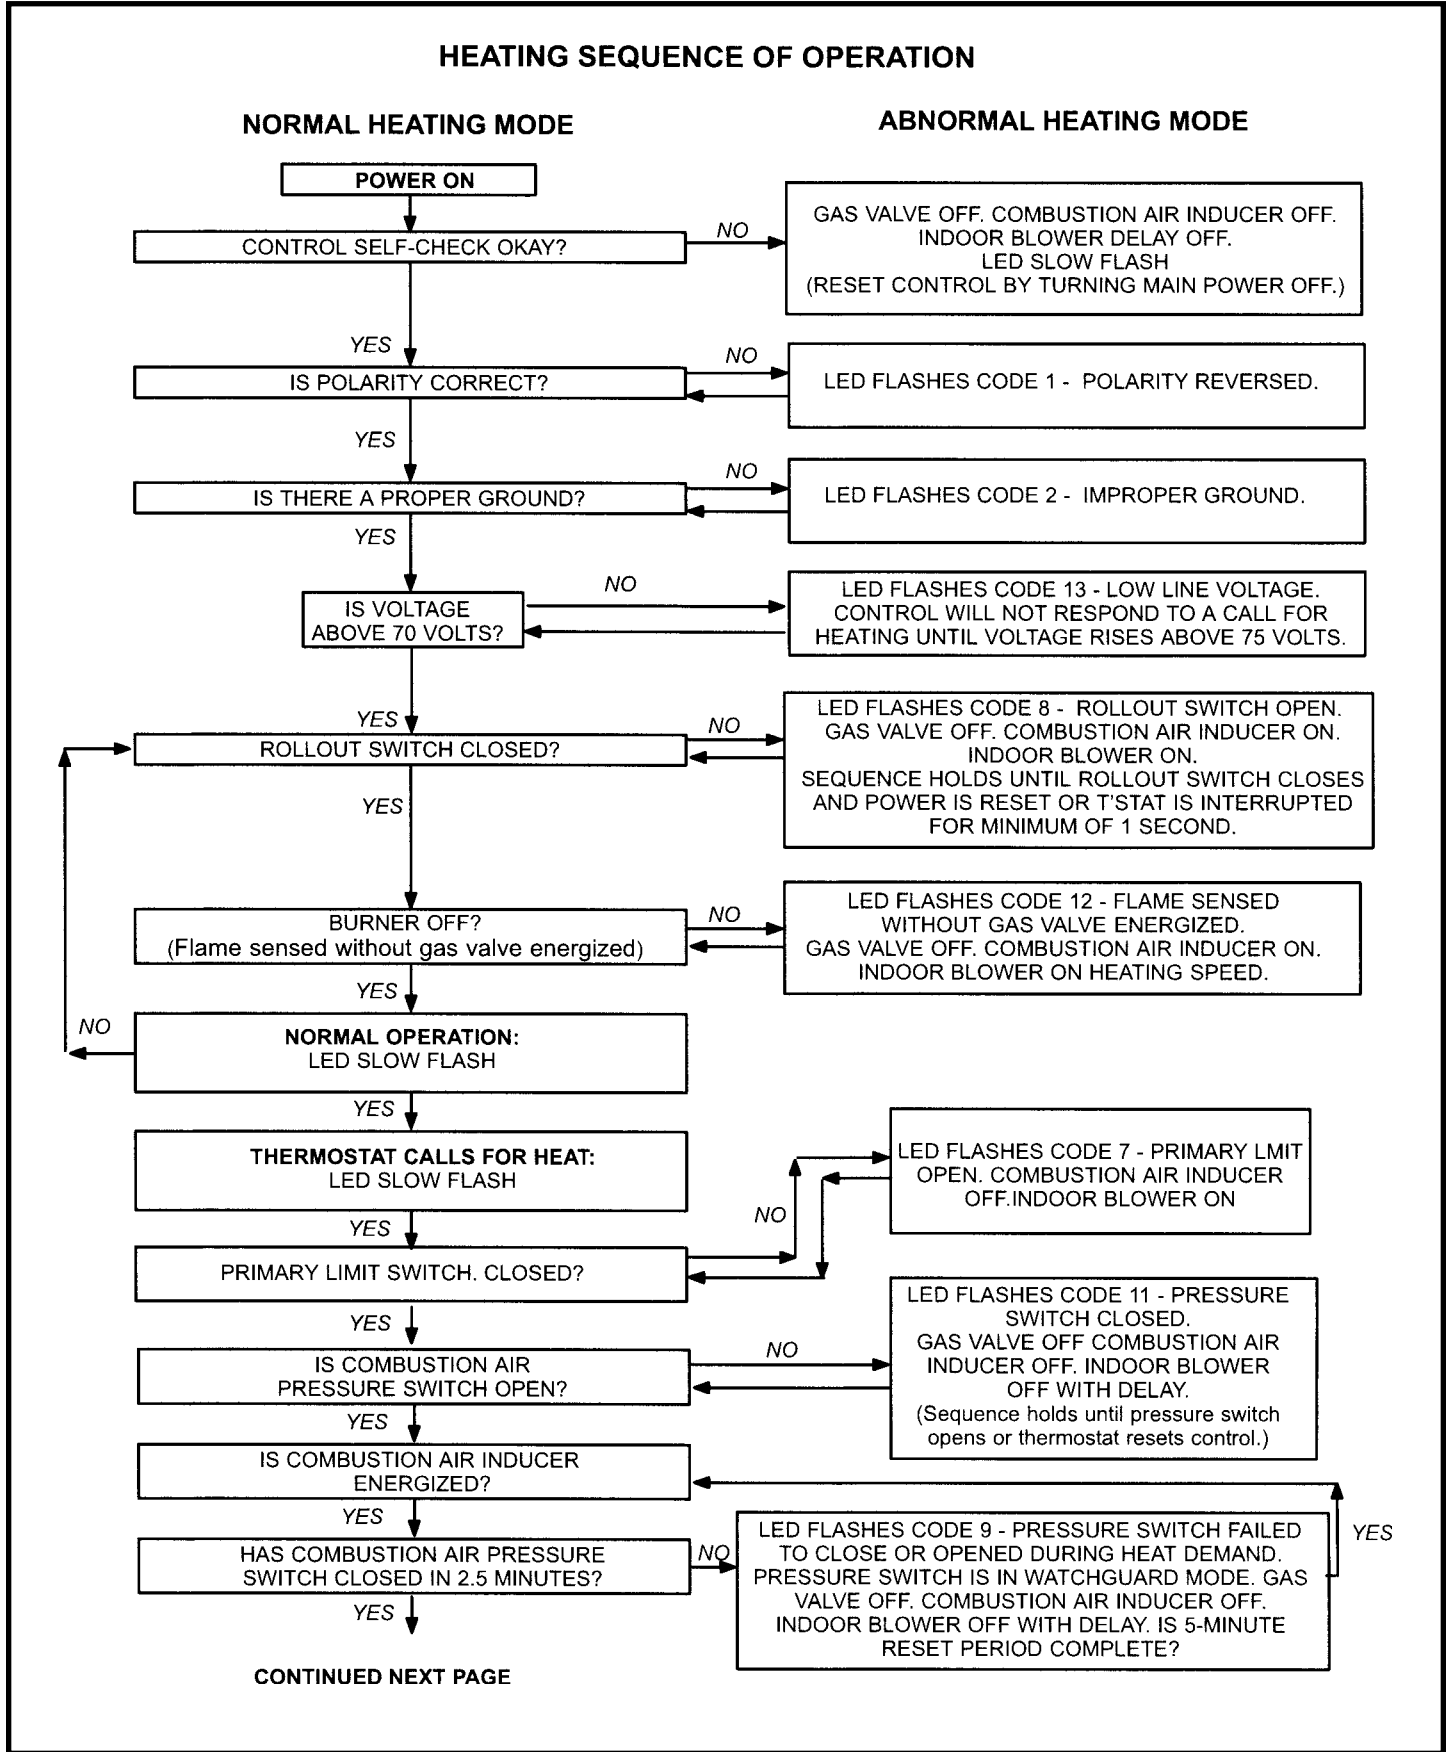 HEATING SEQUENCE OF OPERATION
NORMAL HEATING MODE
ABNORMAL HEATING MODE
POWER ON
CONTROL SELF-CHECK OKAY?
NO
GAS VALVE OFF. COMBUSTION AIR INDUCER OFF.
INDOOR BLOWER DELAY OFF.
LED SLOW FLASH
(RESET CONTROL BY TURNING MAIN POWER OFF.)
YES
IS POLARITY CORRECT?
NO
LED FLASHES CODE 1 - POLARITY REVERSED.
YES
IS THERE A PROPER GROUND?
NO
LED FLASHES CODE 2 - IMPROPER GROUND.
YES
IS VOLTAGE
ABOVE 70 VOLTS?
NO
LED FLASHES CODE 13 - LOW LINE VOLTAGE.
CONTROL WILL NOT RESPOND TO A CALL FOR
HEATING UNTIL VOLTAGE RISES ABOVE 75 VOLTS.
YES
ROLLOUT SWITCH CLOSED?
NO
LED FLASHES CODE 8 - ROLLOUT SWITCH OPEN.
GAS VALVE OFF. COMBUSTION AIR INDUCER ON.
INDOOR BLOWER ON.
SEQUENCE HOLDS UNTIL ROLLOUT SWITCH CLOSES
AND POWER IS RESET OR T'STAT IS INTERRUPTED
FOR MINIMUM OF 1 SECOND.
YES
BURNER OFF?
(Flame sensed without gas valve energized)
NO
LED FLASHES CODE 12 - FLAME SENSED
WITHOUT GAS VALVE ENERGIZED.
GAS VALVE OFF. COMBUSTION AIR INDUCER ON.
INDOOR BLOWER ON HEATING SPEED.
YES
NO
NORMAL OPERATION:
LED SLOW FLASH
YES
THERMOSTAT CALLS FOR HEAT:
LED SLOW FLASH
YES
PRIMARY LIMIT SWITCH. CLOSED?
NO
LED FLASHES CODE 7 - PRIMARY LMIT
OPEN. COMBUSTION AIR INDUCER
OFF.INDOOR BLOWER ON
YES
IS COMBUSTION AIR
PRESSURE SWITCH OPEN?
NO
LED FLASHES CODE 11 - PRESSURE
SWITCH CLOSED.
GAS VALVE OFF COMBUSTION AIR
INDUCER OFF. INDOOR BLOWER
OFF WITH DELAY.
(Sequence holds until pressure switch
opens or thermostat resets control.)
YES
IS COMBUSTION AIR INDUCER
ENERGIZED?
YES
HAS COMBUSTION AIR PRESSURE
SWITCH CLOSED IN 2.5 MINUTES?
NO
LED FLASHES CODE 9 - PRESSURE SWITCH FAILED
TO CLOSE OR OPENED DURING HEAT DEMAND.
PRESSURE SWITCH IS IN WATCHGUARD MODE. GAS
VALVE OFF. COMBUSTION AIR INDUCER OFF.
INDOOR BLOWER OFF WITH DELAY. IS 5-MINUTE
RESET PERIOD COMPLETE?
YES
YES
CONTINUED NEXT PAGE